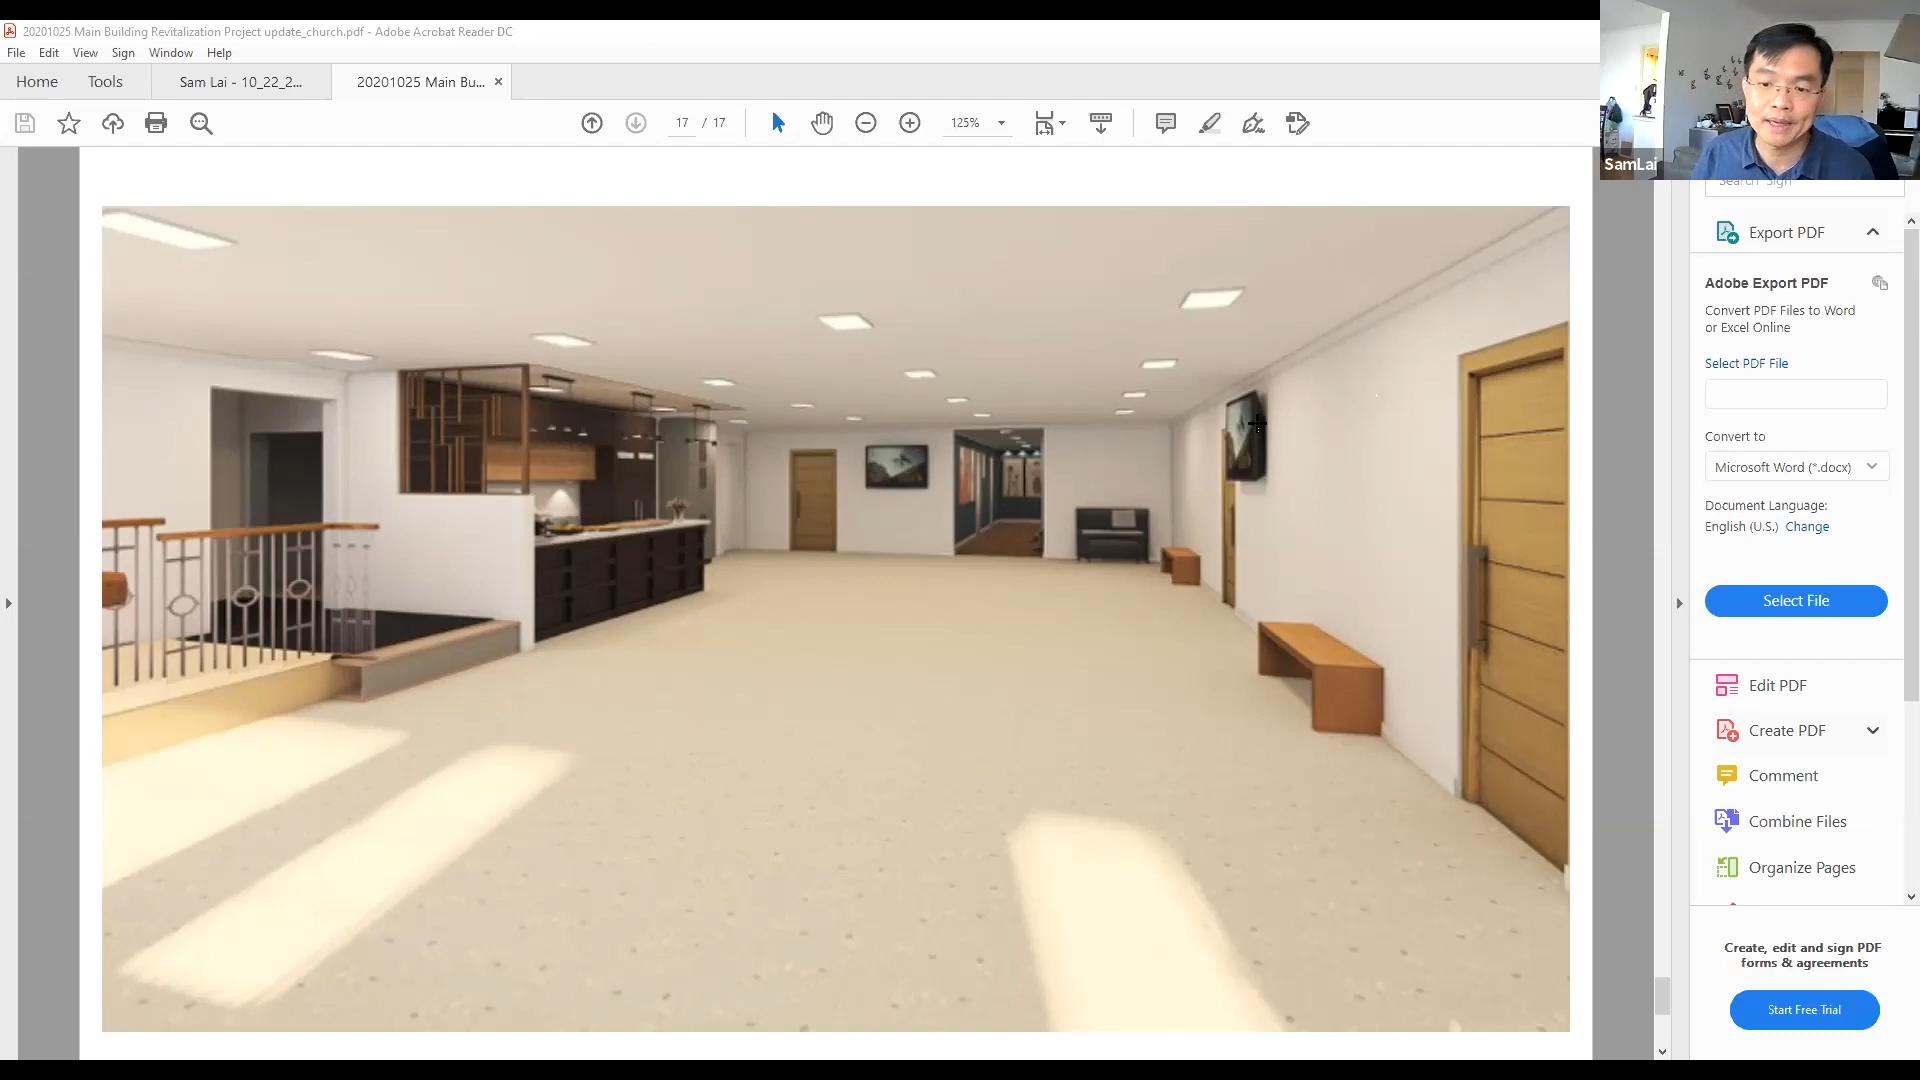 20201025 Main Building Revitalization Project update_church.pdf - Adobe Acrobat Reader DC
File Edit View Sign Window Help
Home Tools Sam Lai - 10_22_2... 20201025 Main Bu... ×
17 / 17 125%
SamLai
Search 'Sign'
Export PDF
Adobe Export PDF
Convert PDF Files to Word
or Excel Online
Select PDF File
Convert to
Microsoft Word (*.docx)
Document Language:
English (U.S.) Change
Select File
Edit PDF
Create PDF
Comment
Combine Files
Organize Pages
Create, edit and sign PDF
forms & agreements
Start Free Trial